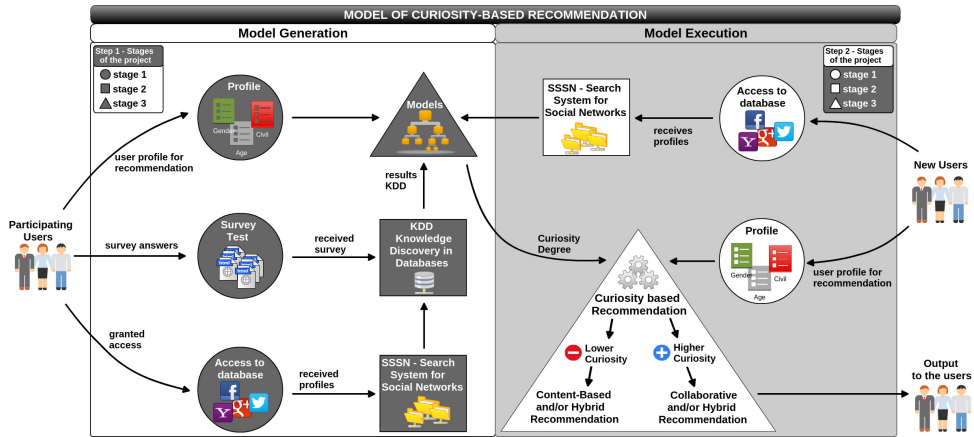 MODEL OF CURIOSITY-BASED RECOMMENDATION
Model Generation
Model Execution
Step 1 - Stages
of the project
stage 1
stage 2
stage 3
Step 2 - Stages
of the project
stage 1
stage 2
stage 3
Profile
Gender
Civil
Age
Models
SSSN - Search
System for
Social Networks
Access to
database
receives
profiles
New Users
user profile for
recommendation
results
KDD
Participating
Users
survey answers
Survey
Test
received
survey
KDD
Knowledge
Discovery in
Databases
Curiosity
Degree
Profile
Gender
Civil
Age
user profile for
recommendation
Curiosity based
Recommendation
granted
access
Lower
Curiosity
Higher
Curiosity
Access to
database
received
profiles
SSSN - Search
System for
Social Networks
Content-Based
and/or Hybrid
Recommendation
Collaborative
and/or Hybrid
Recommendation
Output
to the users